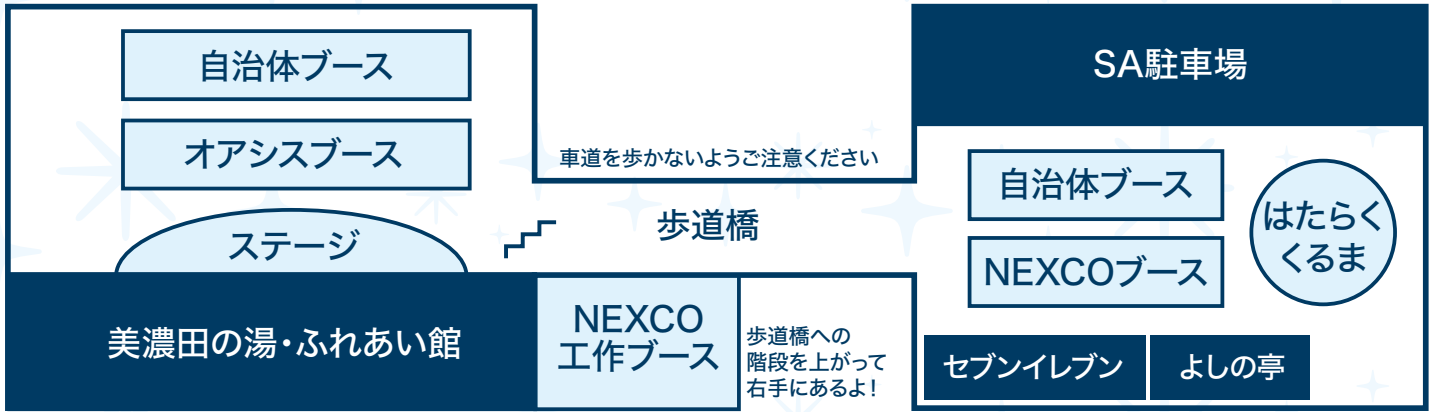 自治体ブース
オアシスブース
ステージ
美濃田の湯・ふれあい館
車道を歩かないようご注意ください
歩道橋
NEXCO
工作ブース
歩道橋への
階段を上がって
右手にあるよ！
SA駐車場
自治体ブース
NEXCOブース
はたらく
くるま
セブンイレブン
よしの亭